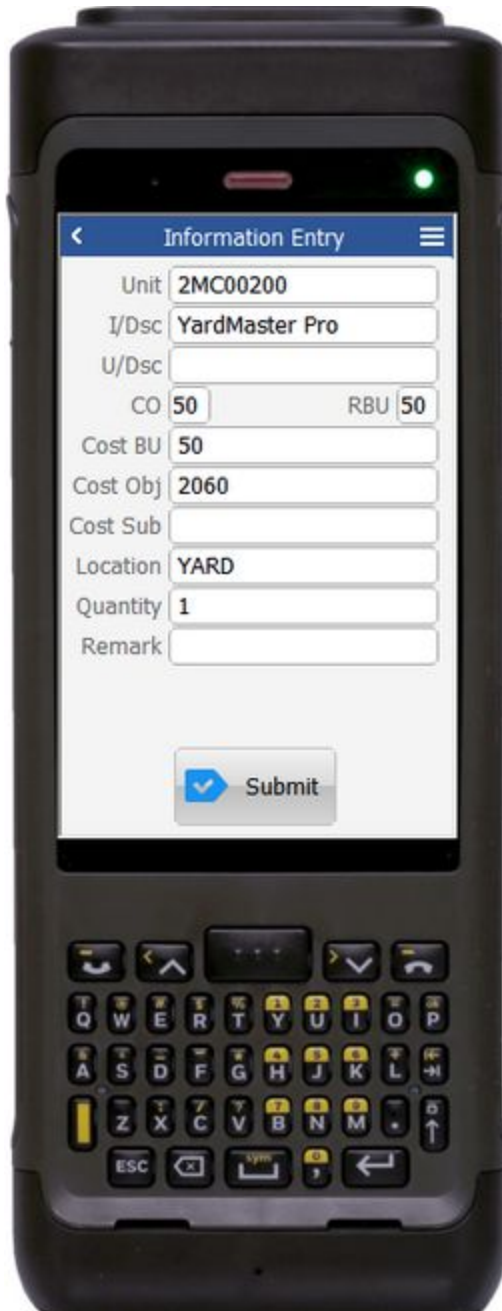 Information Entry
Unit 2MC00200
I/Dsc YardMaster Pro
U/Dsc
CO 50 RBU 50
Cost BU 50
Cost Obj 2060
Cost Sub
Location YARD
Quantity 1
Remark
Submit
Q W E R T Y U I O P
A S D F G H J K L
Z X C V B N M .
ESC sym ,